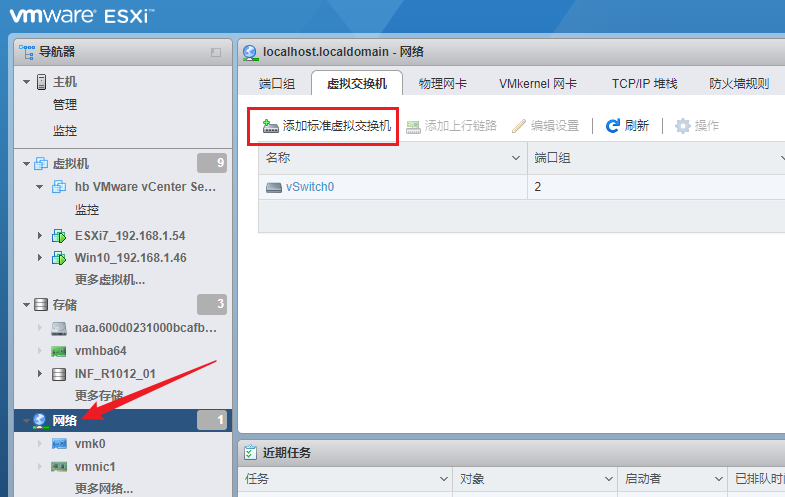 vmware ESXi™
导航器
主机
管理
监控
虚拟机 9
hb VMware vCenter Se...
监控
ESXi7_192.168.1.54
Win10_192.168.1.46
更多虚拟机...
存储 3
naa.600d0231000bcafb...
vmhba64
INF_R1012_01
更多存储...
网络 1
vmk0
vmnic1
更多网络...
localhost.localdomain - 网络
端口组 虚拟交换机 物理网卡 VMkernel 网卡 TCP/IP 堆栈 防火墙规则
添加标准虚拟交换机 添加上行链路 编辑设置 刷新 操作
名称 端口组
vSwitch0 2
近期任务
任务 对象 启动者 已排队时间